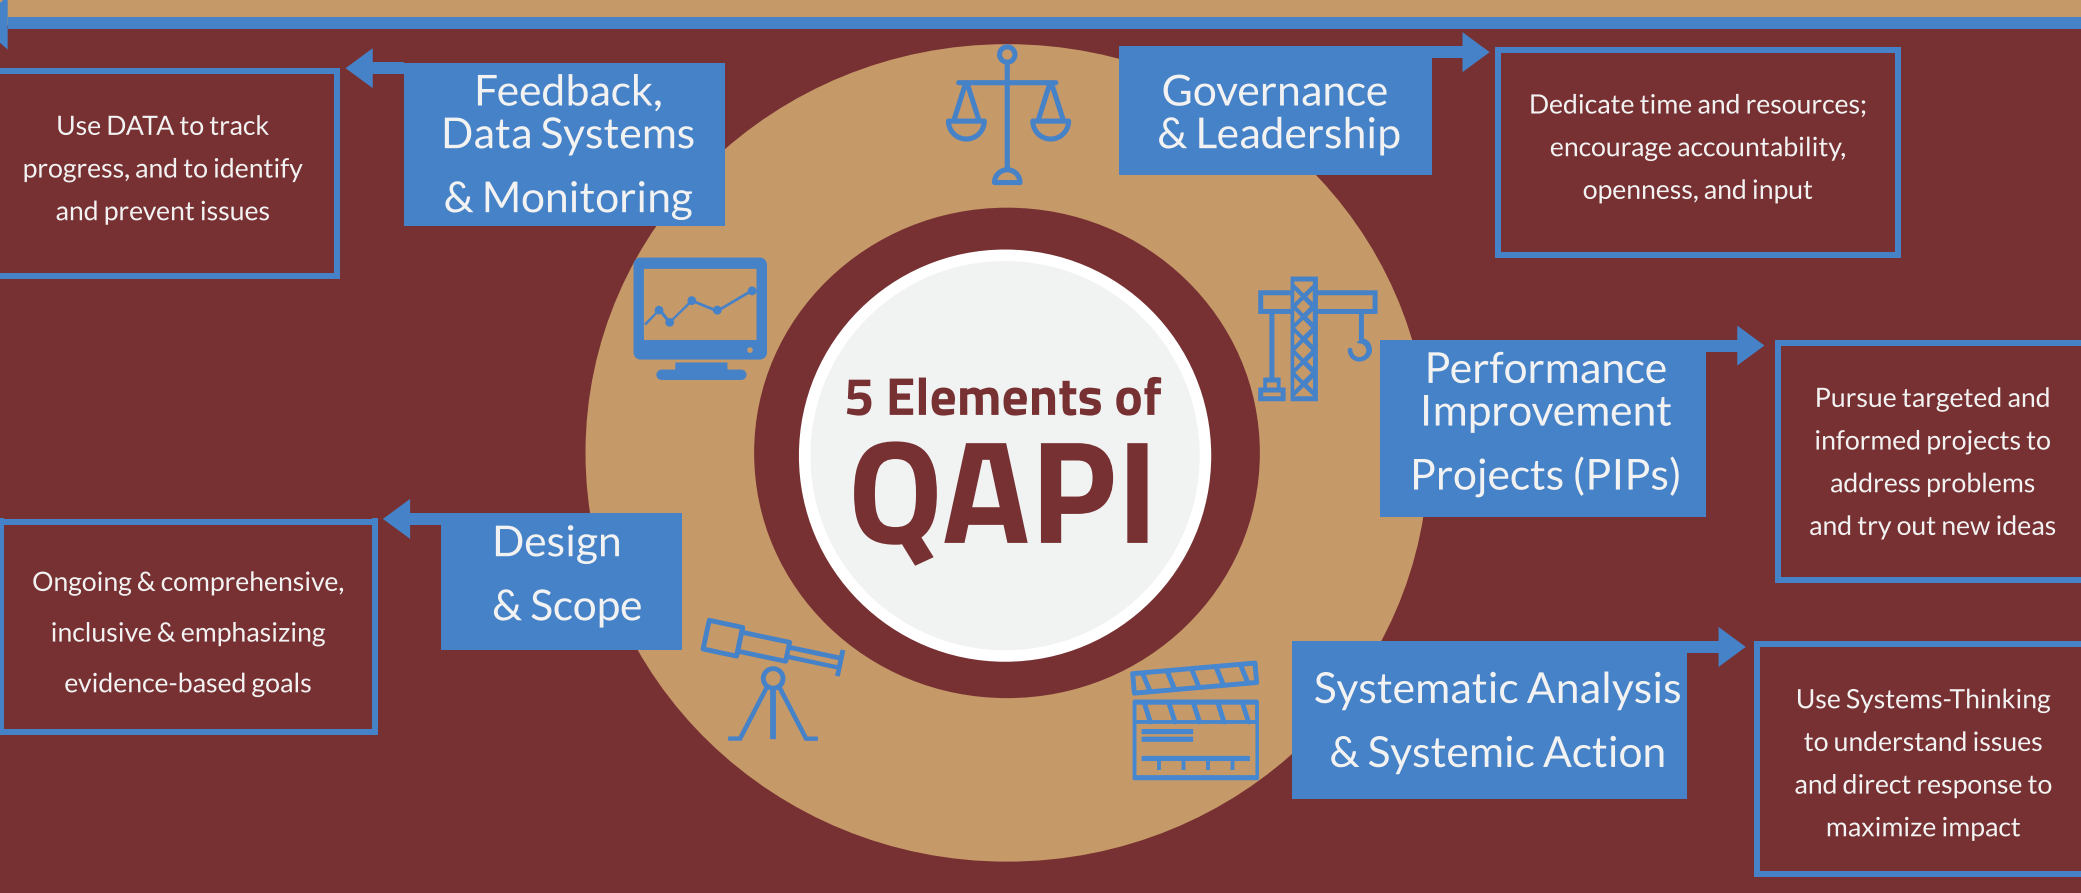 5 Elements of
QAPI
Feedback,
Data Systems
& Monitoring
Use DATA to track
progress, and to identify
and prevent issues
Governance
& Leadership
Dedicate time and resources;
encourage accountability,
openness, and input
Performance
Improvement
Projects (PIPs)
Pursue targeted and
informed projects to
address problems
and try out new ideas
Design
& Scope
Ongoing & comprehensive,
inclusive & emphasizing
evidence-based goals
Systematic Analysis
& Systemic Action
Use Systems-Thinking
to understand issues
and direct response to
maximize impact